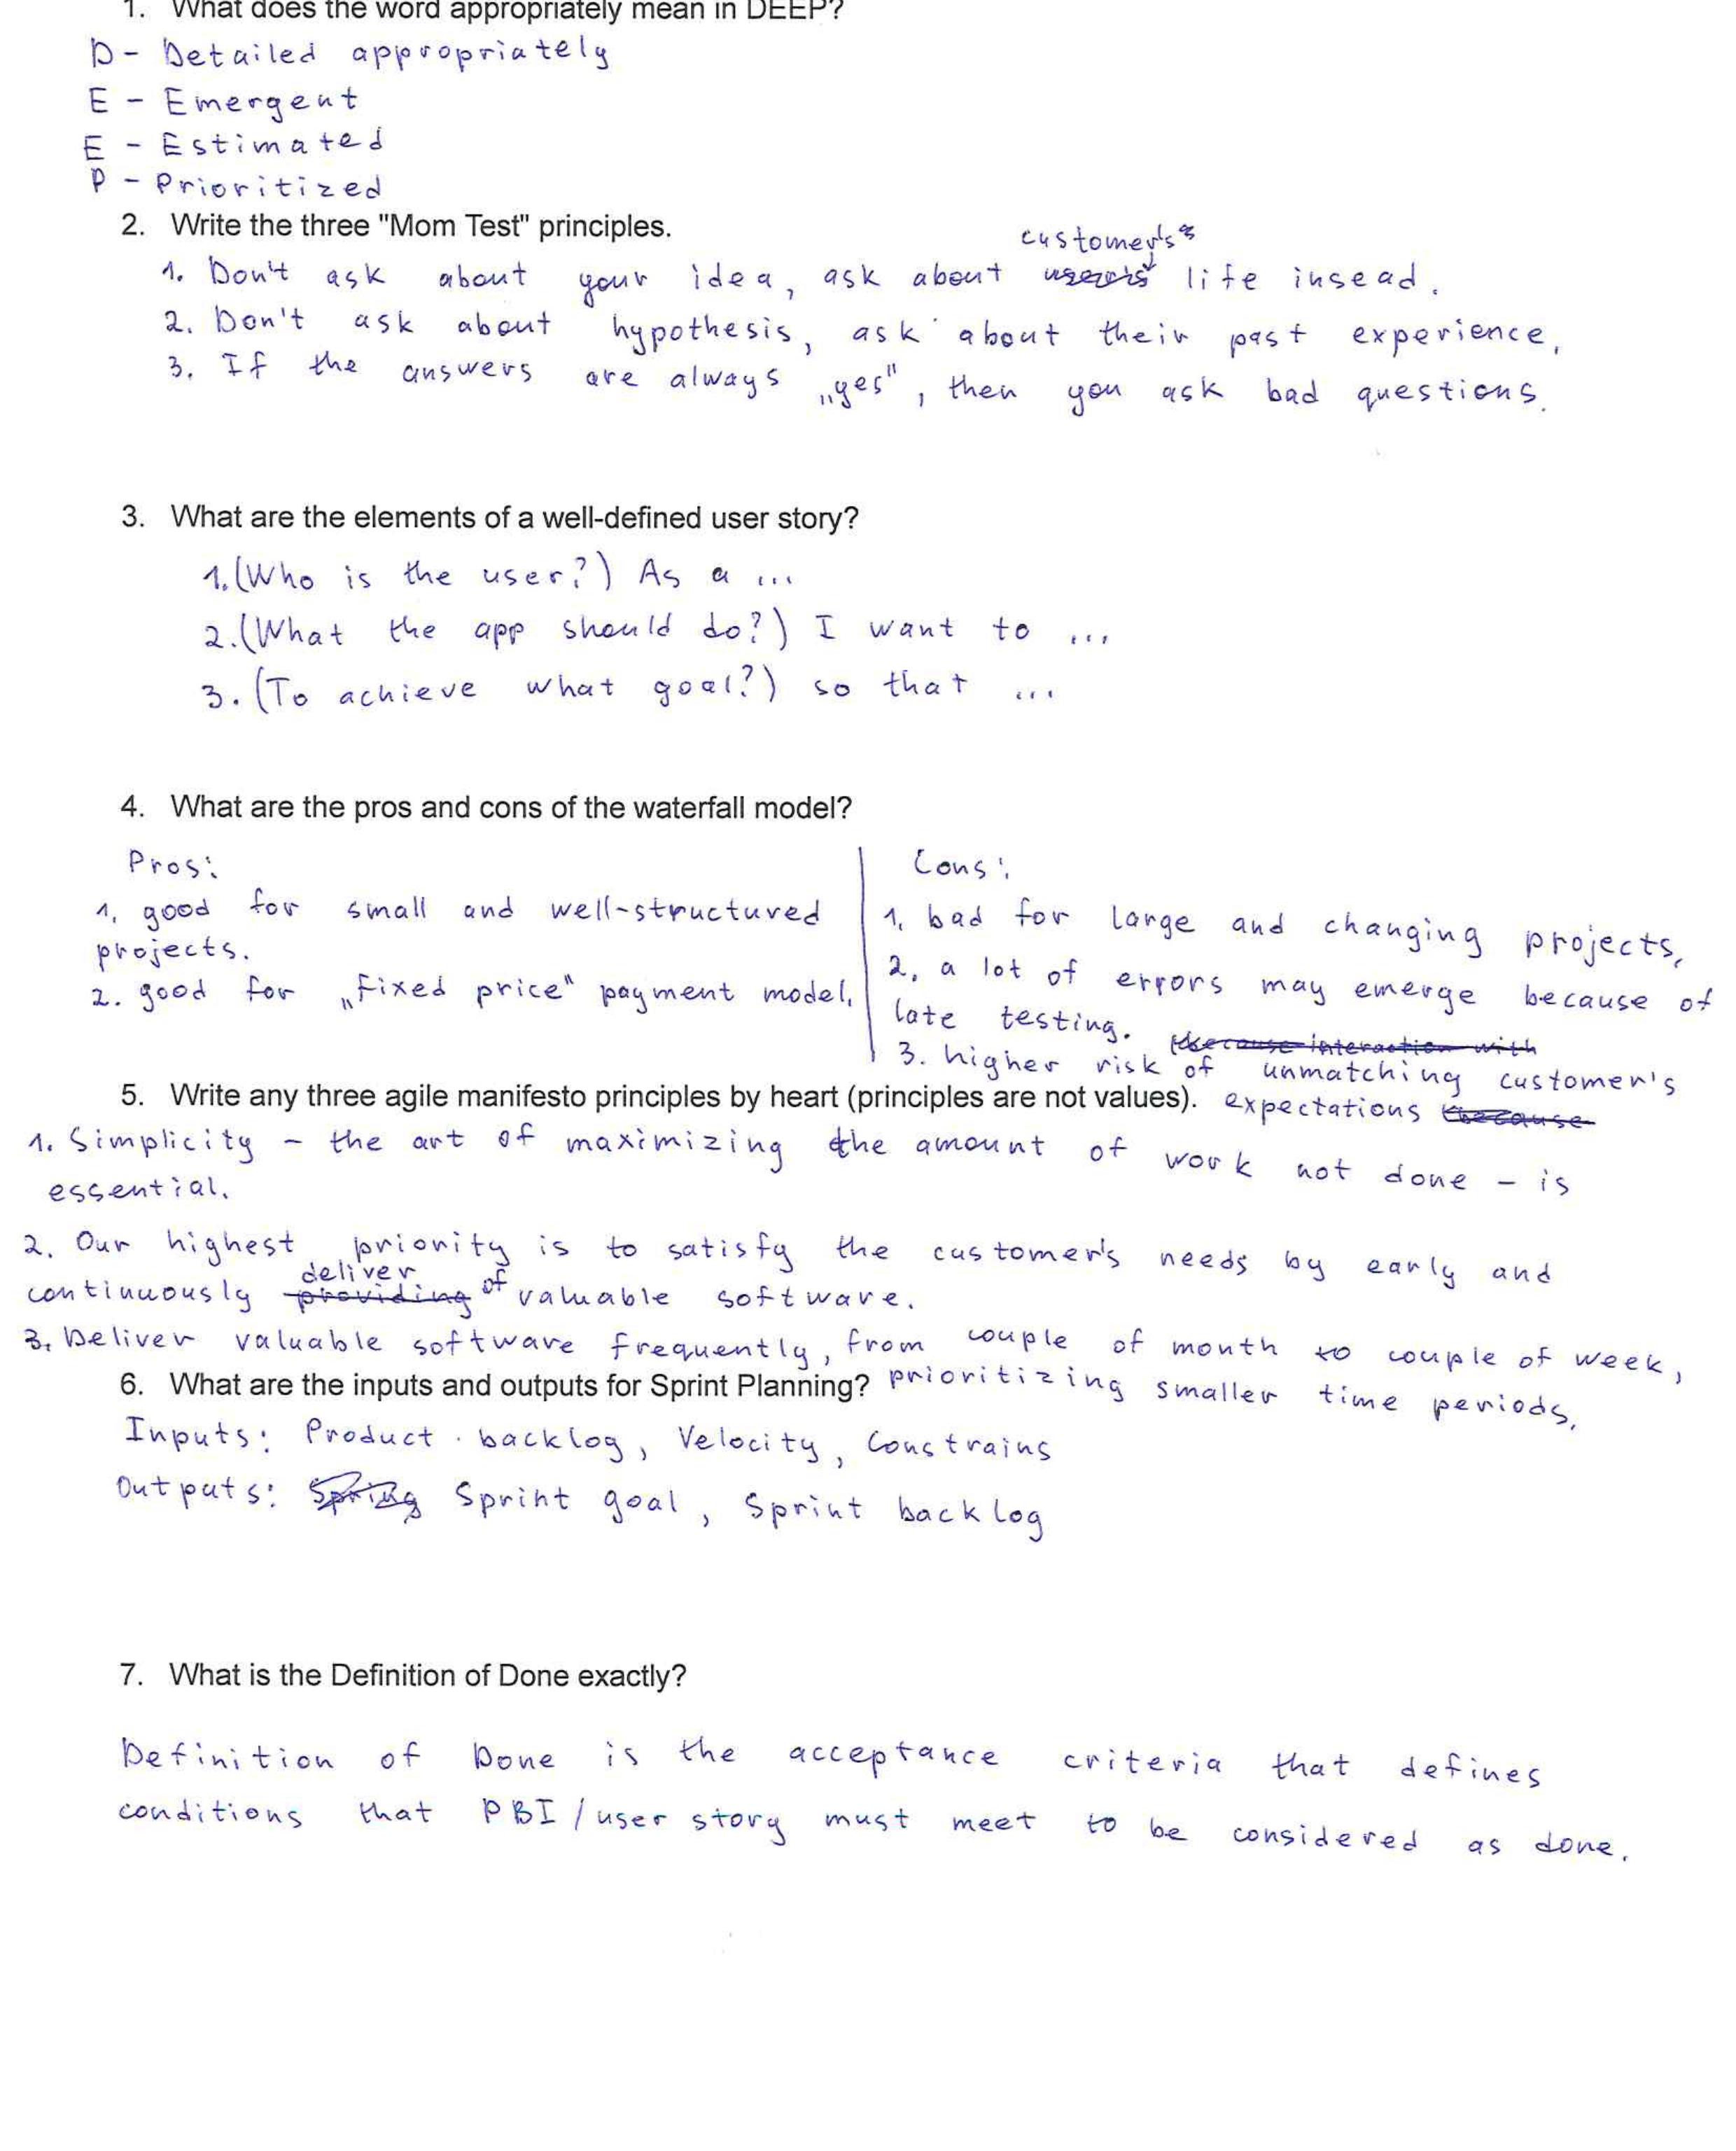 1. What does the word appropriately mean in DEEP?
D - Detailed appropriately
E - Emergent
E - Estimated
P - Prioritized
2. Write the three "Mom Test" principles.
customer's
1. Don't ask about your idea, ask about user's life insead.
2. Don't ask about hypothesis, ask about their past experience.
3. If the answers are always „yes", then you ask bad questions.
3. What are the elements of a well-defined user story?
1. (Who is the user?) As a ...
2. (What the app should do?) I want to ...
3. (To achieve what goal?) so that ...
4. What are the pros and cons of the waterfall model?
Pros:
1. good for small and well-structured
projects.
2. good for „fixed price" payment model.
Cons:
1. bad for large and changing projects.
2. a lot of errors may emerge because of
late testing. because interaction with
3. higher risk of unmatching customer's
expectations because
5. Write any three agile manifesto principles by heart (principles are not values).
1. Simplicity - the art of maximizing the amount of work not done - is
essential.
2. Our highest priority is to satisfy the customer's needs by early and
deliver
continuously providing of valuable software.
3. Deliver valuable software frequently, from couple of month to couple of week,
prioritizing smaller time periods.
6. What are the inputs and outputs for Sprint Planning?
Inputs: Product backlog, Velocity, Constrains
Outputs: Spring Sprint goal, Sprint backlog
7. What is the Definition of Done exactly?
Definition of Done is the acceptance criteria that defines
conditions that PBI / user story must meet to be considered as done.